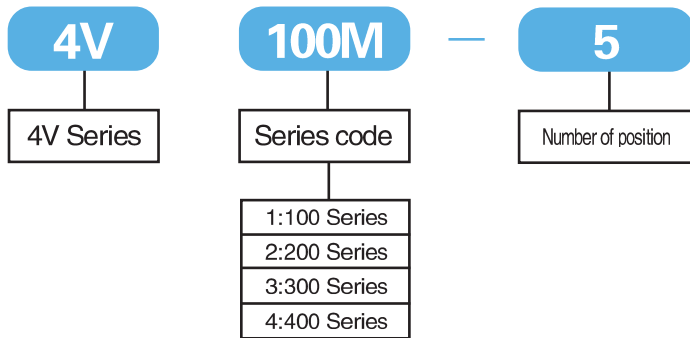 4V 100M — 5
4V Series
Series code
Number of position
1:100 Series
2:200 Series
3:300 Series
4:400 Series